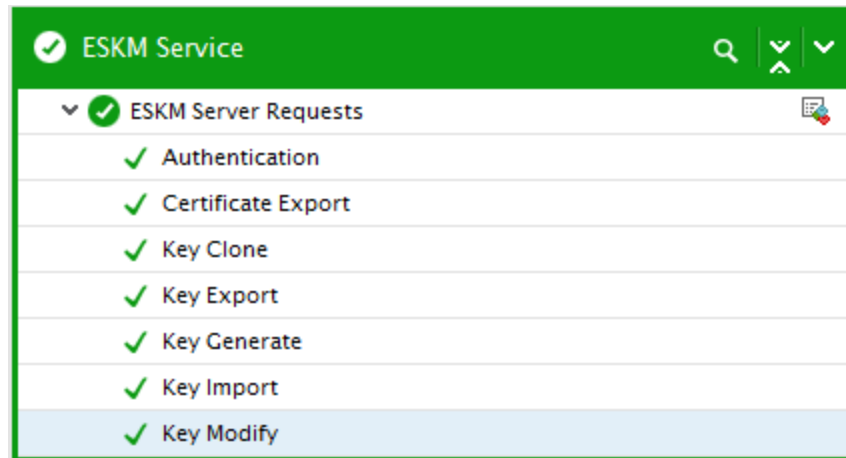 ESKM Service
ESKM Server Requests
Authentication
Certificate Export
Key Clone
Key Export
Key Generate
Key Import
Key Modify